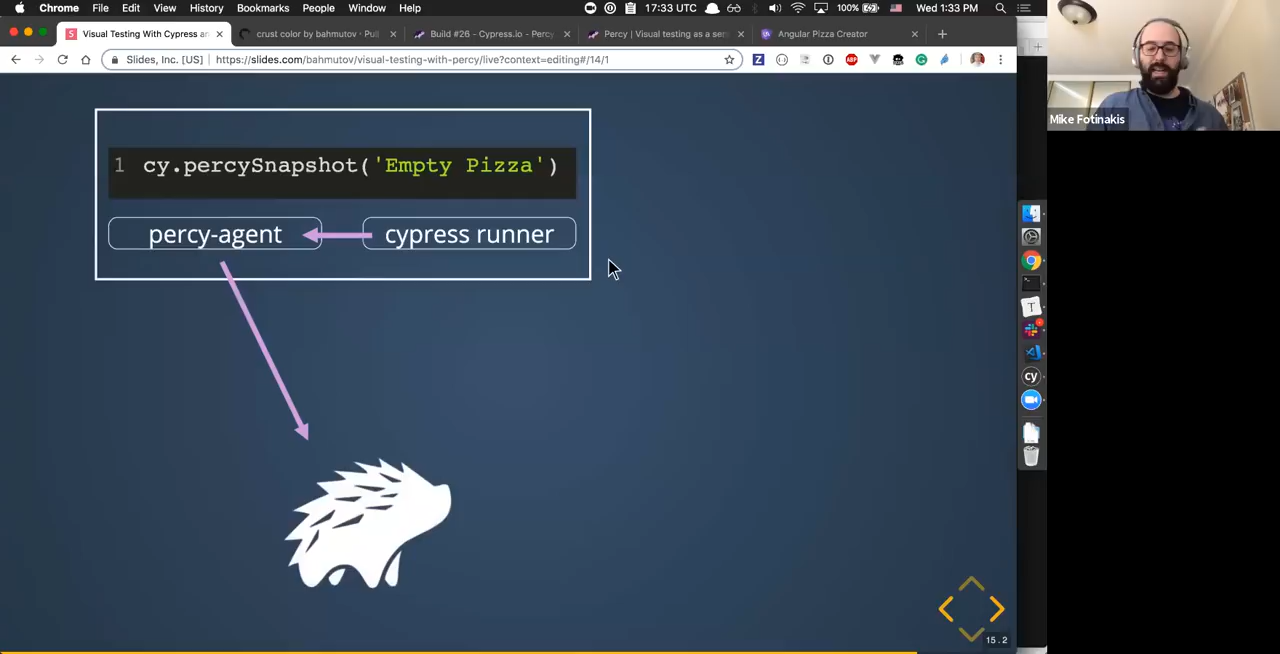 Chrome File Edit View History Bookmarks People Window Help 17:33 UTC 100% Wed 1:33 PM
Visual Testing With Cypress an crust color by bahmutov · Pull Build #26 - Cypress.io - Percy Percy | Visual testing as a ser Angular Pizza Creator
Slides, Inc. [US] https://slides.com/bahmutov/visual-testing-with-percy/live?context=editing#/14/1
Z ABP
1 cy.percySnapshot('Empty Pizza')
percy-agent cypress runner
Mike Fotinakis
T
cy
15.2